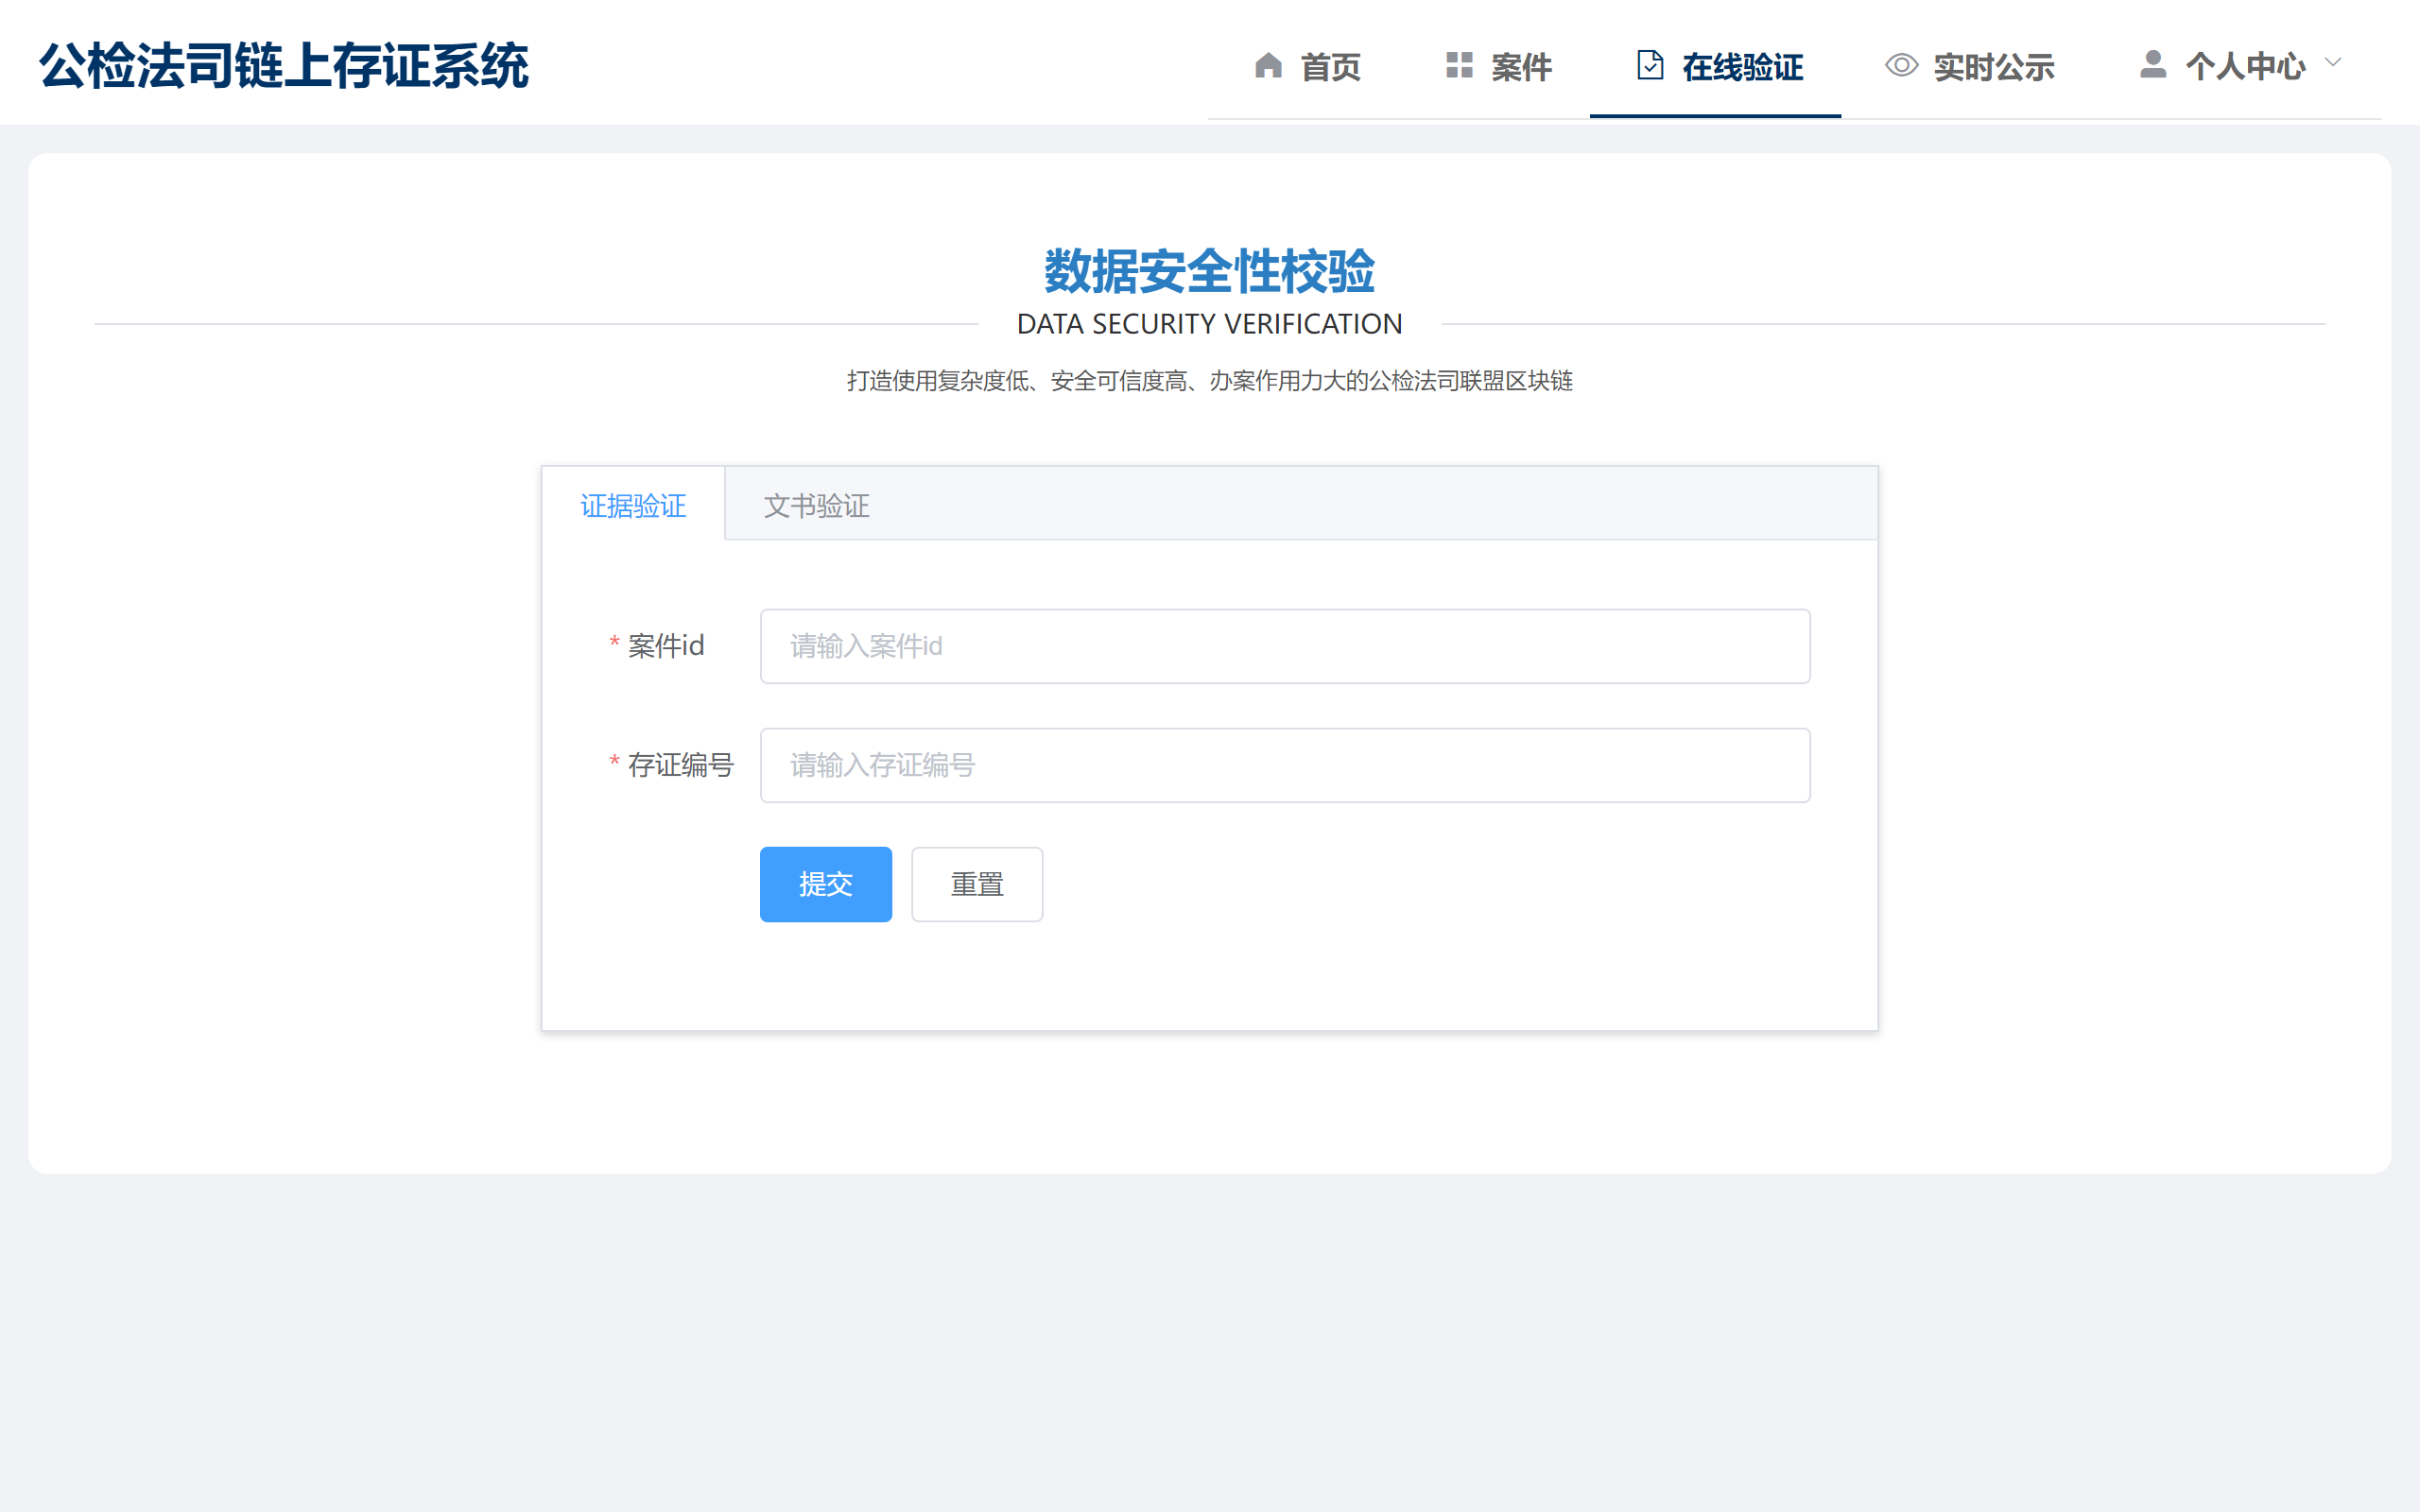 公检法司链上存证系统
首页 案件 在线验证 实时公示 个人中心
数据安全性校验
DATA SECURITY VERIFICATION
打造使用复杂度低、安全可信度高、办案作用力大的公检法司联盟区块链
证据验证 文书验证
* 案件id 请输入案件id
* 存证编号 请输入存证编号
提交 重置